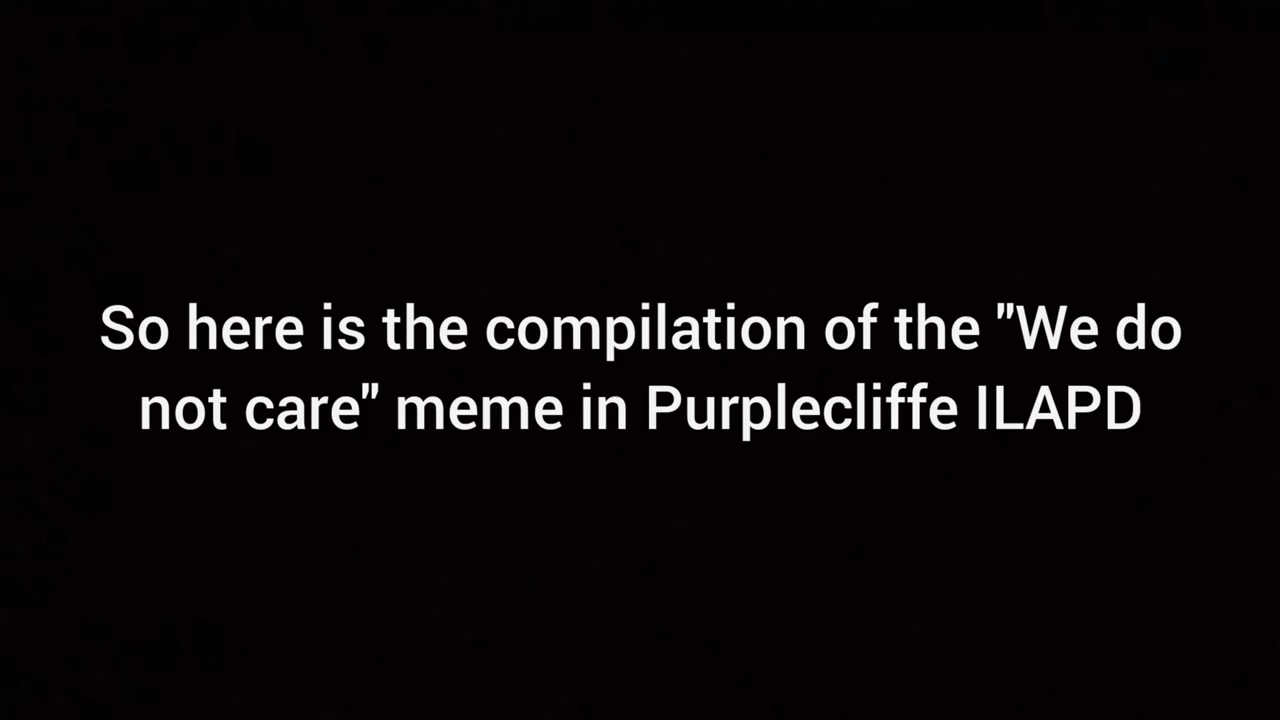 So here is the compilation of the "We do
not care" meme in Purplecliffe ILAPD